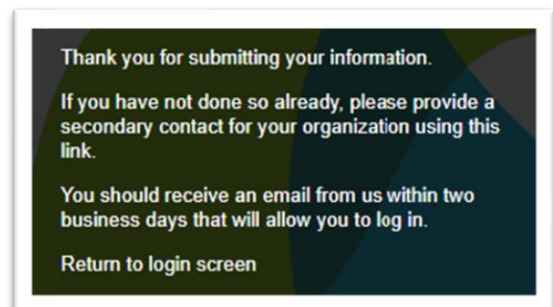 Thank you for submitting your information.
If you have not done so already, please provide a
secondary contact for your organization using this
link.
You should receive an email from us within two
business days that will allow you to log in.
Return to login screen